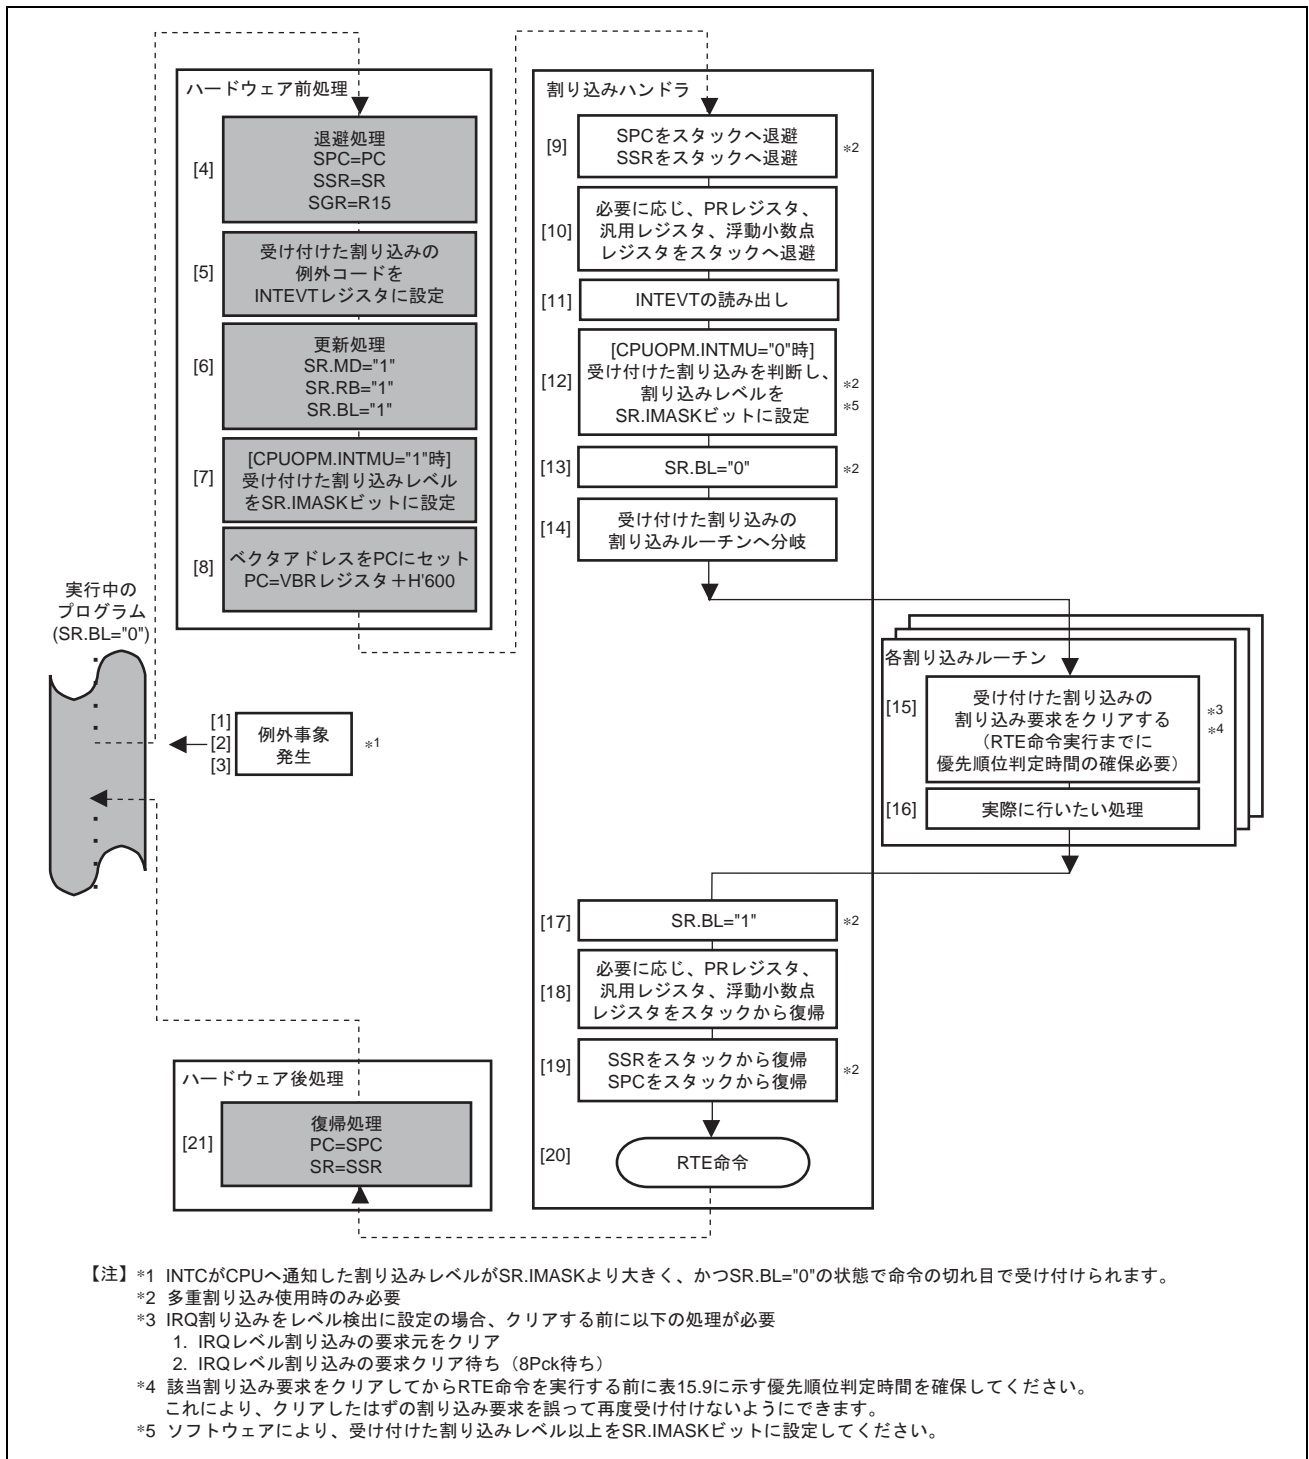 ハードウェア前処理
[4]
退避処理
SPC=PC
SSR=SR
SGR=R15
[5]
受け付けた割り込みの
例外コードを
INTEVTレジスタに設定
[6]
更新処理
SR.MD="1"
SR.RB="1"
SR.BL="1"
[7]
[CPUOPM.INTMU="1"時]
受け付けた割り込みレベル
をSR.IMASKビットに設定
[8]
ベクタアドレスをPCにセット
PC=VBRレジスタ+H'600
実行中の
プログラム
(SR.BL="0")
[1]
[2]
[3]
例外事象
発生
*1
割り込みハンドラ
[9]
SPCをスタックへ退避
SSRをスタックへ退避
*2
[10]
必要に応じ、PRレジスタ、
汎用レジスタ、浮動小数点
レジスタをスタックへ退避
[11]
INTEVTの読み出し
[12]
[CPUOPM.INTMU="0"時]
受け付けた割り込みを判断し、
割り込みレベルを
SR.IMASKビットに設定
*2
*5
[13]
SR.BL="0"
*2
[14]
受け付けた割り込みの
割り込みルーチンへ分岐
各割り込みルーチン
[15]
受け付けた割り込みの
割り込み要求をクリアする
(RTE命令実行までに
優先順位判定時間の確保必要)
*3
*4
[16]
実際に行いたい処理
[17]
SR.BL="1"
*2
[18]
必要に応じ、PRレジスタ、
汎用レジスタ、浮動小数点
レジスタをスタックから復帰
[19]
SSRをスタックから復帰
SPCをスタックから復帰
*2
[20]
RTE命令
ハードウェア後処理
[21]
復帰処理
PC=SPC
SR=SSR
【注】*1 INTCがCPUへ通知した割り込みレベルがSR.IMASKより大きく、かつSR.BL="0"の状態で命令の切れ目で受け付けられます。
*2 多重割り込み使用時のみ必要
*3 IRQ割り込みをレベル検出に設定の場合、クリアする前に以下の処理が必要
1. IRQレベル割り込みの要求元をクリア
2. IRQレベル割り込みの要求クリア待ち(8Pck待ち)
*4 該当割り込み要求をクリアしてからRTE命令を実行する前に表15.9に示す優先順位判定時間を確保してください。
これにより、クリアしたはずの割り込み要求を誤って再度受け付けないようにできます。
*5 ソフトウェアにより、受け付けた割り込みレベル以上をSR.IMASKビットに設定してください。